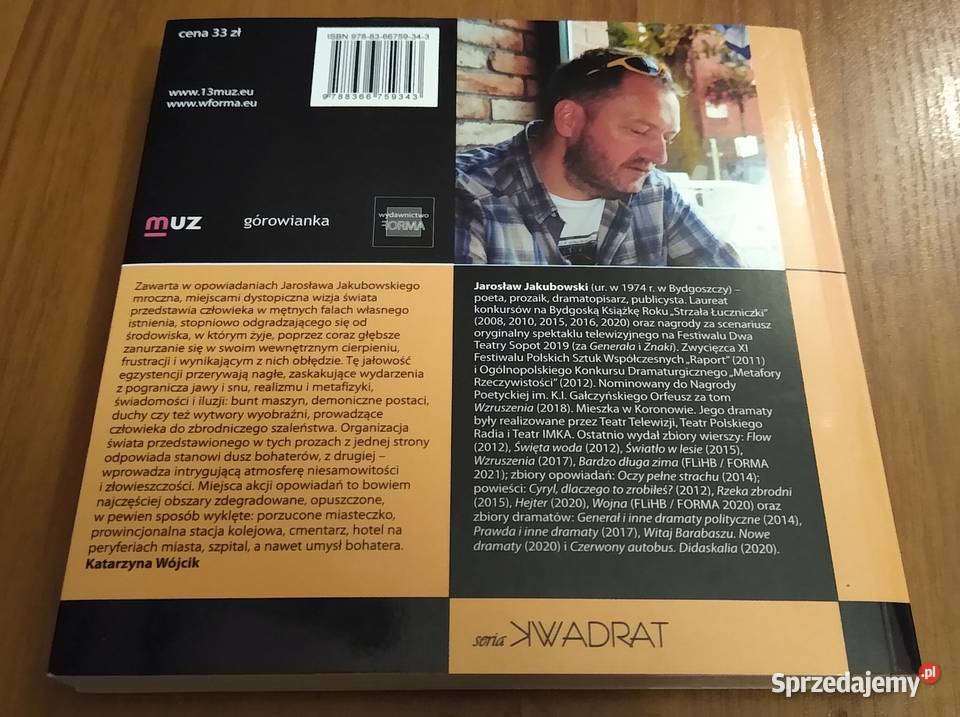 cena 33 zł
ISBN 978-83-66759-34-3
9 788366 759343
www.13muz.eu
www.wforma.eu
muz
górowianka
wydawnictwo
FORMA
Zawarta w opowiadaniach Jarosława Jakubowskiego
mroczna, miejscami dystopiczna wizja świata
przedstawia człowieka w mętnych falach własnego
istnienia, stopniowo odgradzającego się od
środowiska, w którym żyje, poprzez coraz głębsze
zanurzanie się w swoim wewnętrznym cierpieniu,
frustracji i wynikającym z nich obłędzie. Tę jałowość
egzystencji przerywają nagłe, zaskakujące wydarzenia
z pogranicza jawy i snu, realizmu i metafizyki,
świadomości i iluzji: bunt maszyn, demoniczne postaci,
duchy czy też wytwory wyobraźni, prowadzące
człowieka do zbrodniczego szaleństwa. Organizacja
świata przedstawionego w tych prozach z jednej strony
odpowiada stanowi dusz bohaterów, z drugiej –
wprowadza intrygującą atmosferę niesamowitości
i złowieszczości. Miejsca akcji opowiadań to bowiem
najczęściej obszary zdegradowane, opuszczone,
w pewien sposób wyklęte: porzucone miasteczko,
prowincjonalna stacja kolejowa, cmentarz, hotel na
peryferiach miasta, szpital, a nawet umysł bohatera.
Katarzyna Wójcik
Jarosław Jakubowski (ur. w 1974 r. w Bydgoszczy) –
poeta, prozaik, dramatopisarz, publicysta. Laureat
konkursów na Bydgoską Książkę Roku „Strzała Łuczniczki”
(2008, 2010, 2015, 2016, 2020) oraz nagrody za scenariusz
oryginalny spektaklu telewizyjnego na Festiwalu Dwa
Teatry Sopot 2019 (za Generała i Znaki). Zwycięzca XI
Festiwalu Polskich Sztuk Współczesnych „Raport” (2011)
i Ogólnopolskiego Konkursu Dramaturgicznego „Metafory
Rzeczywistości” (2012). Nominowany do Nagrody
Poetyckiej im. K.I. Gałczyńskiego Orfeusz za tom
Wzruszenia (2018). Mieszka w Koronowie. Jego dramaty
były realizowane przez Teatr Telewizji, Teatr Polskiego
Radia i Teatr IMKA. Ostatnio wydał zbiory wierszy: Flow
(2012), Święta woda (2012), Światło w lesie (2015),
Wzruszenia (2017), Bardzo długa zima (FLiHB / FORMA
2021); zbiory opowiadań: Oczy pełne strachu (2014);
powieści: Cyryl, dlaczego to zrobiłeś? (2012), Rzeka zbrodni
(2015), Hejter (2020), Wojna (FLiHB / FORMA 2020) oraz
zbiory dramatów: Generał i inne dramaty polityczne (2014),
Prawda i inne dramaty (2017), Witaj Barabaszu. Nowe
dramaty (2020) i Czerwony autobus. Didaskalia (2020).
seria KWADRAT
Sprzedajemy.pl